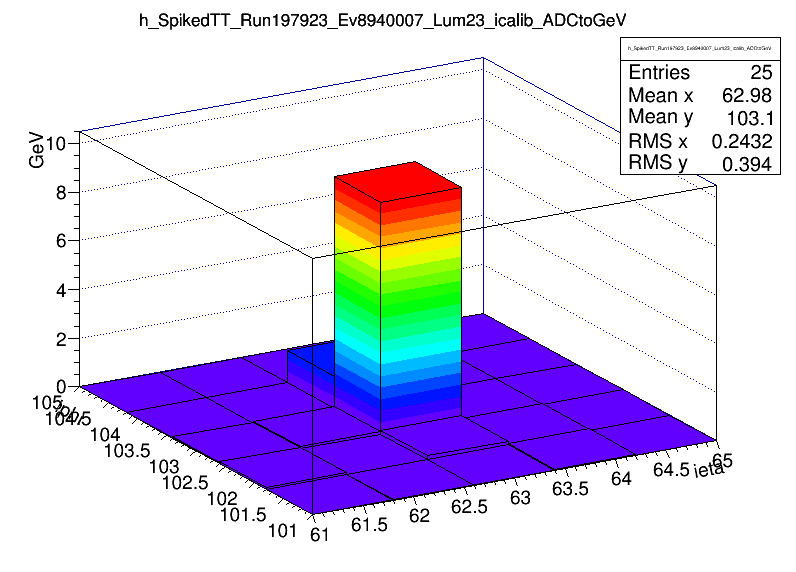 h_SpikedTT_Run197923_Ev8940007_Lum23_icalib_ADCtoGeV
h_SpikedTT_Run197923_Ev8940007_Lum23_icalib_ADCtoGeV
Entries 25
Mean x 62.98
Mean y 103.1
RMS x 0.2432
RMS y 0.394
GeV
10
8
6
4
2
0
105
104.5
104
103.5
103
102.5
102
101.5
101
61
61.5
62
62.5
63
63.5
64
64.5
65
ieta